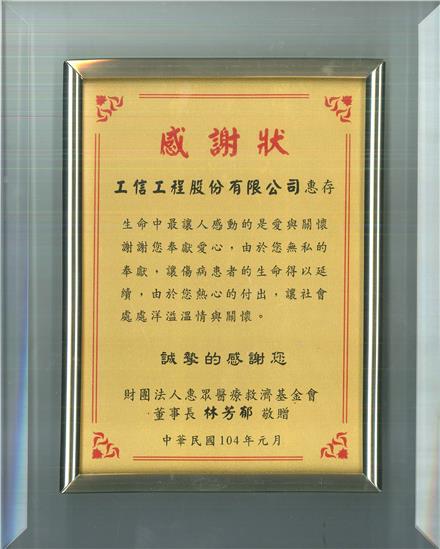 感謝狀
工信工程股份有限公司惠存
生命中最讓人感動的是愛與關懷
謝謝您奉獻愛心，由於您無私的
奉獻，讓傷病患者的生命得以延
續，由於您熱心的付出，讓社會
處處洋溢溫情與關懷。
誠摯的感謝您
財團法人惠眾醫療救濟基金會
董事長 林芳郁 敬贈
中華民國104年元月